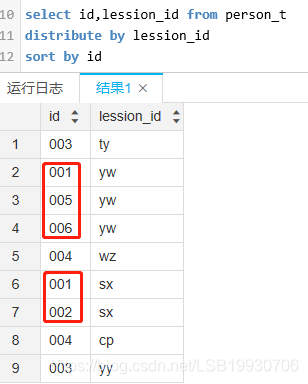 10 select id,lession_id from person_t
11 distribute by lession_id
12 sort by id
运行日志 结果1 ×
id lession_id
1 003 ty
2 001 yw
3 005 yw
4 006 yw
5 004 wz
6 001 sx
7 002 sx
8 004 cp
9 003 yy
https://blog.csdn.net/LSB19930706